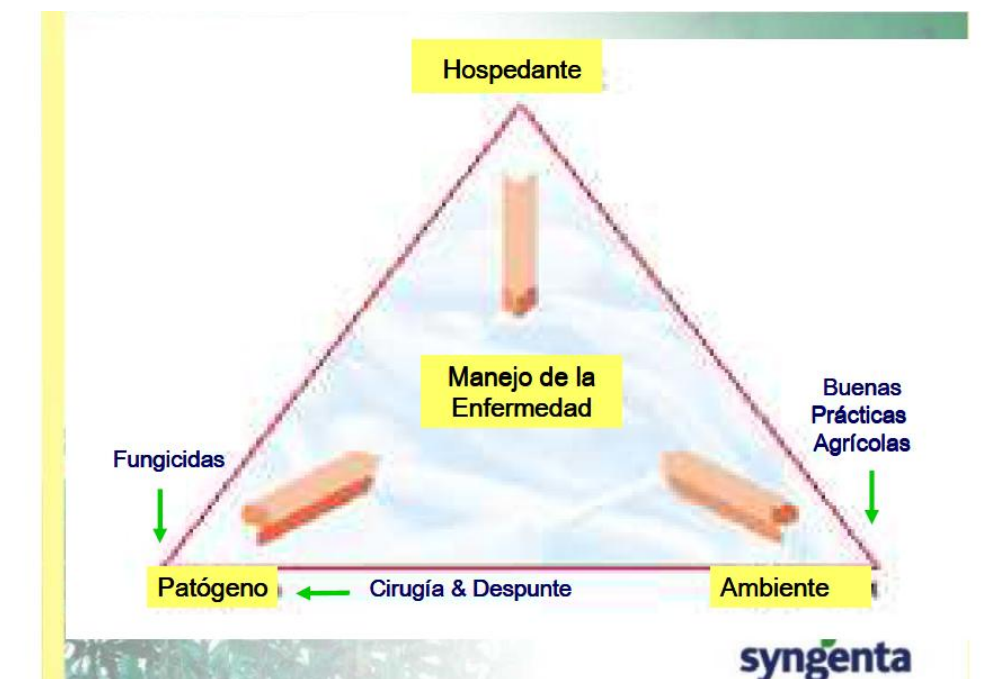 Hospedante
Manejo de la
Enfermedad
Buenas
Prácticas
Agrícolas
Fungicidas
Patógeno
Cirugía & Despunte
Ambiente
syngenta